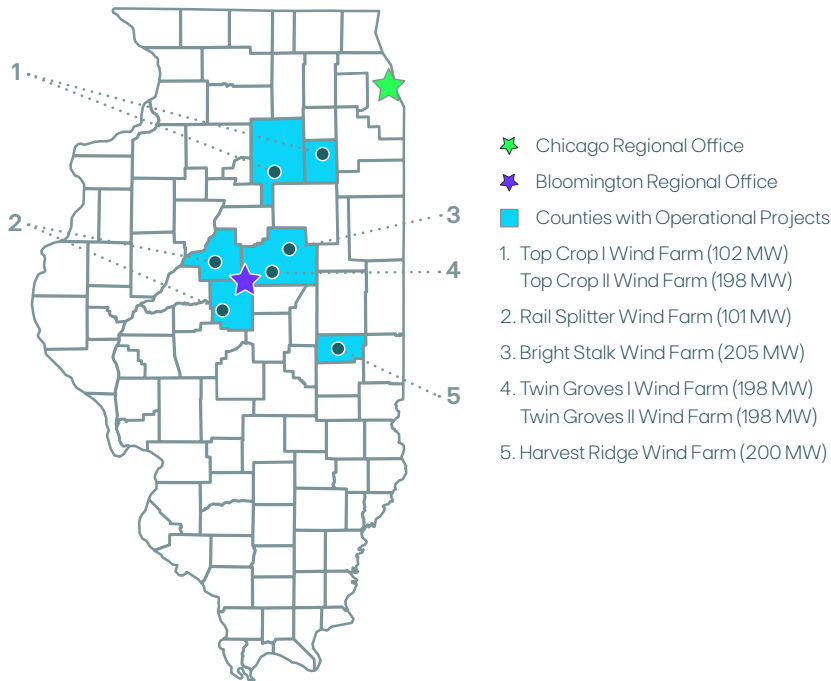 1
2
3
4
5
Chicago Regional Office
Bloomington Regional Office
Counties with Operational Projects
1. Top Crop I Wind Farm (102 MW)
Top Crop II Wind Farm (198 MW)
2. Rail Splitter Wind Farm (101 MW)
3. Bright Stalk Wind Farm (205 MW)
4. Twin Groves I Wind Farm (198 MW)
Twin Groves II Wind Farm (198 MW)
5. Harvest Ridge Wind Farm (200 MW)